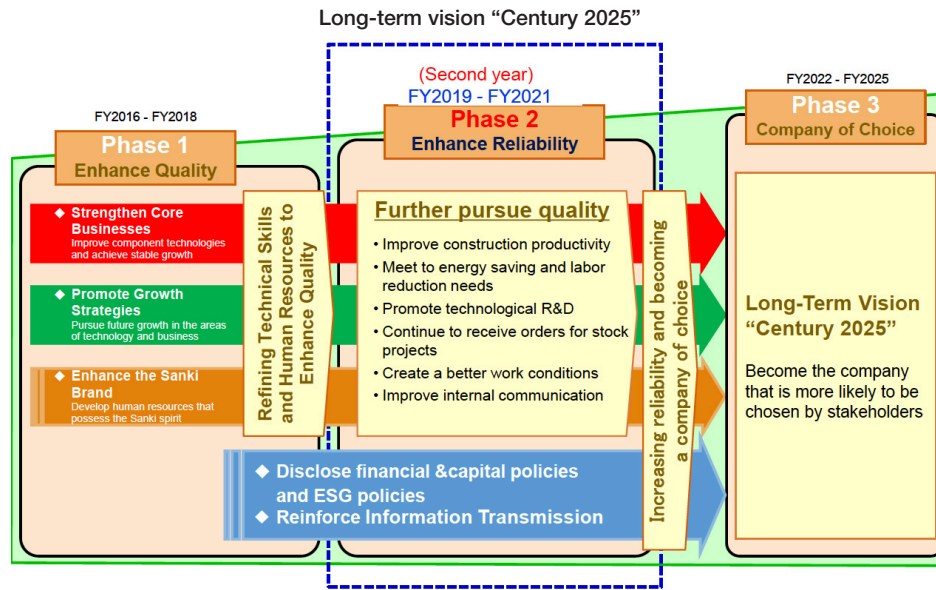 Long-term vision “Century 2025”
FY2016 - FY2018
Phase 1
Enhance Quality
◆ Strengthen Core
Businesses
Improve component technologies
and achieve stable growth
◆ Promote Growth
Strategies
Pursue future growth in the areas
of technology and business
◆ Enhance the Sanki
Brand
Develop human resources that
possess the Sanki spirit
Refining Technical Skills
and Human Resources to
Enhance Quality
(Second year)
FY2019 - FY2021
Phase 2
Enhance Reliability
Further pursue quality
• Improve construction productivity
• Meet to energy saving and labor
reduction needs
• Promote technological R&D
• Continue to receive orders for stock
projects
• Create a better work conditions
• Improve internal communication
◆ Disclose financial &capital policies
and ESG policies
◆ Reinforce Information Transmission
Increasing reliability and becoming
a company of choice
FY2022 - FY2025
Phase 3
Company of Choice
Long-Term Vision
“Century 2025”
Become the company
that is more likely to be
chosen by stakeholders